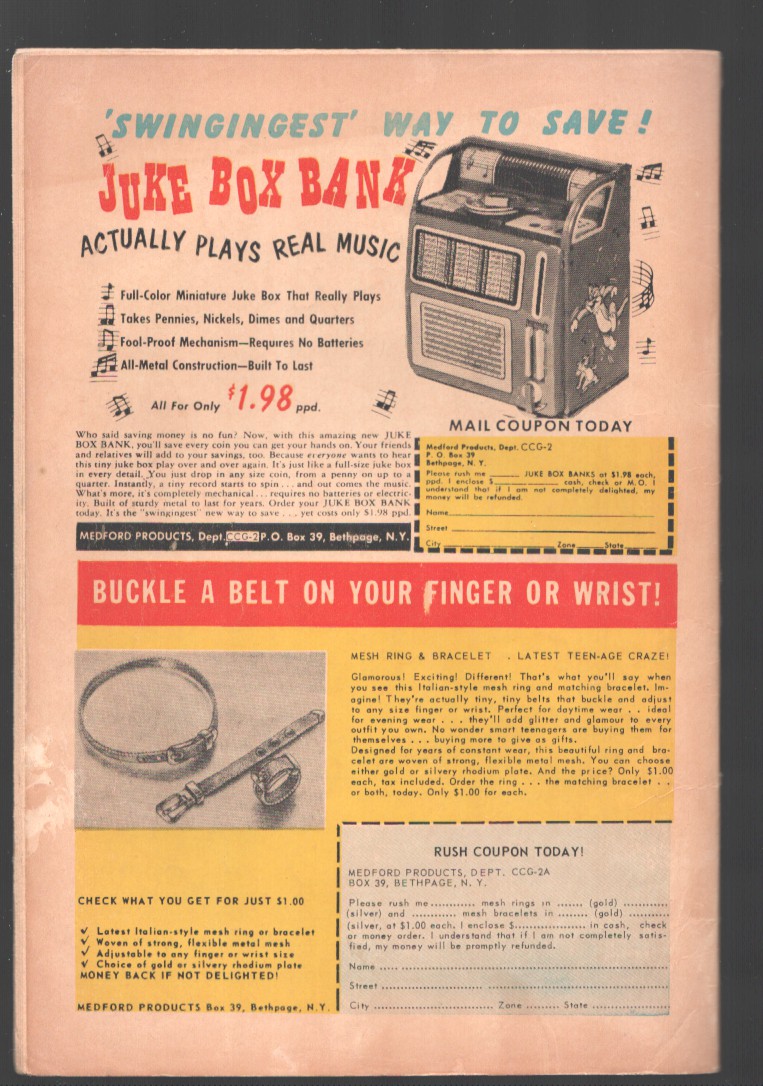 'SWINGINGEST' WAY TO SAVE!
JUKE BOX BANK
ACTUALLY PLAYS REAL MUSIC
Full-Color Miniature Juke Box That Really Plays
Takes Pennies, Nickels, Dimes and Quarters
Fool-Proof Mechanism—Requires No Batteries
All-Metal Construction—Built To Last
All For Only $1.98 ppd.
Who said saving money is no fun? Now, with this amazing new JUKE
BOX BANK, you'll save every coin you can get your hands on. Your friends
and relatives will add to your savings, too. Because everyone wants to hear
this tiny juke box play over and over again. It's just like a full-size juke box
in every detail. You just drop in any size coin, from a penny on up to a
quarter. Instantly, a tiny record starts to spin . . . and out comes the music.
What's more, it's completely mechanical . . . requires no batteries or electric-
ity. Built of sturdy metal to last for years. Order your JUKE BOX BANK
today. It's the "swingingest" new way to save . . . yet costs only $1.98 ppd.
MEDFORD PRODUCTS, Dept. CCG-2 P.O. Box 39, Bethpage, N.Y.
MAIL COUPON TODAY
Medford Products, Dept. CCG-2
P. O. Box 39
Bethpage, N. Y.
Please rush me ______ JUKE BOX BANKS at $1.98 each,
ppd. I enclose $______ cash, check or M.O. I
understand that if I am not completely delighted, my
money will be refunded.
Name
Street
City Zone State
BUCKLE A BELT ON YOUR FINGER OR WRIST!
MESH RING & BRACELET . LATEST TEEN-AGE CRAZE!
Glamorous! Exciting! Different! That's what you'll say when
you see this Italian-style mesh ring and matching bracelet. Im-
agine! They're actually tiny, tiny belts that buckle and adjust
to any size finger or wrist. Perfect for daytime wear . . ideal
for evening wear . . . they'll add glitter and glamour to every
outfit you own. No wonder smart teenagers are buying them for
themselves . . . buying more to give as gifts.
Designed for years of constant wear, this beautiful ring and bra-
celet are woven of strong, flexible metal mesh. You can choose
either gold or silvery rhodium plate. And the price? Only $1.00
each, tax included. Order the ring . . . the matching bracelet . .
or both, today. Only $1.00 for each.
CHECK WHAT YOU GET FOR JUST $1.00
✓ Latest Italian-style mesh ring or bracelet
✓ Woven of strong, flexible metal mesh
✓ Adjustable to any finger or wrist size
✓ Choice of gold or silvery rhodium plate
MONEY BACK IF NOT DELIGHTED!
MEDFORD PRODUCTS Box 39, Bethpage, N.Y.
RUSH COUPON TODAY!
MEDFORD PRODUCTS, DEPT. CCG-2A
BOX 39, BETHPAGE, N. Y.
Please rush me........... mesh rings in ....... (gold) ...........
(silver) and ........... mesh bracelets in ....... (gold) ...........
(silver, at $1.00 each. I enclose $.................. in cash, check
or money order. I understand that if I am not completely satis-
fied, my money will be promptly refunded.
Name ....
Street ....
City .... Zone .... State ....